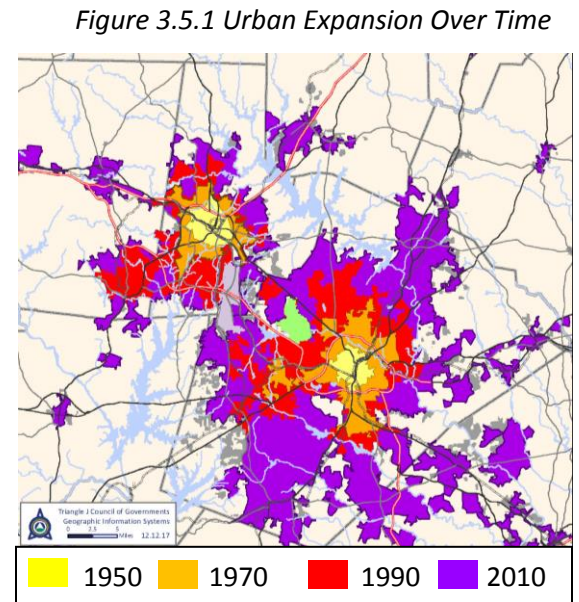 Figure 3.5.1 Urban Expansion Over Time
Triangle J Council of Governments
Geographic Information Systems
0 2.5 5
Miles 12.12.17
1950 1970 1990 2010